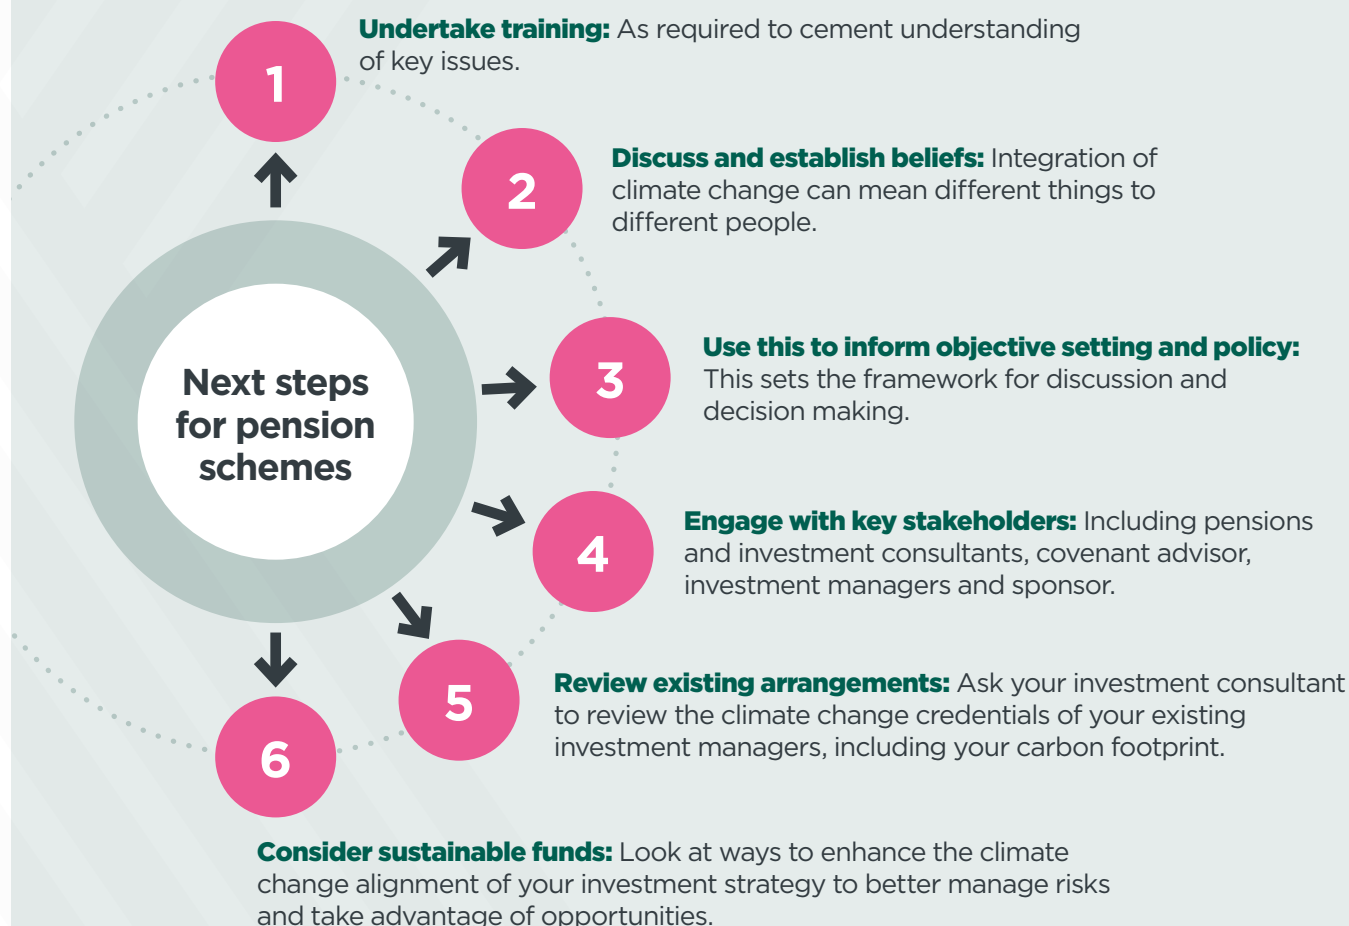 1
Undertake training: As required to cement understanding
of key issues.
2
Discuss and establish beliefs: Integration of
climate change can mean different things to
different people.
Next steps
for pension
schemes
3
Use this to inform objective setting and policy:
This sets the framework for discussion and
decision making.
4
Engage with key stakeholders: Including pensions
and investment consultants, covenant advisor,
investment managers and sponsor.
5
Review existing arrangements: Ask your investment consultant
to review the climate change credentials of your existing
investment managers, including your carbon footprint.
6
Consider sustainable funds: Look at ways to enhance the climate
change alignment of your investment strategy to better manage risks
and take advantage of opportunities.